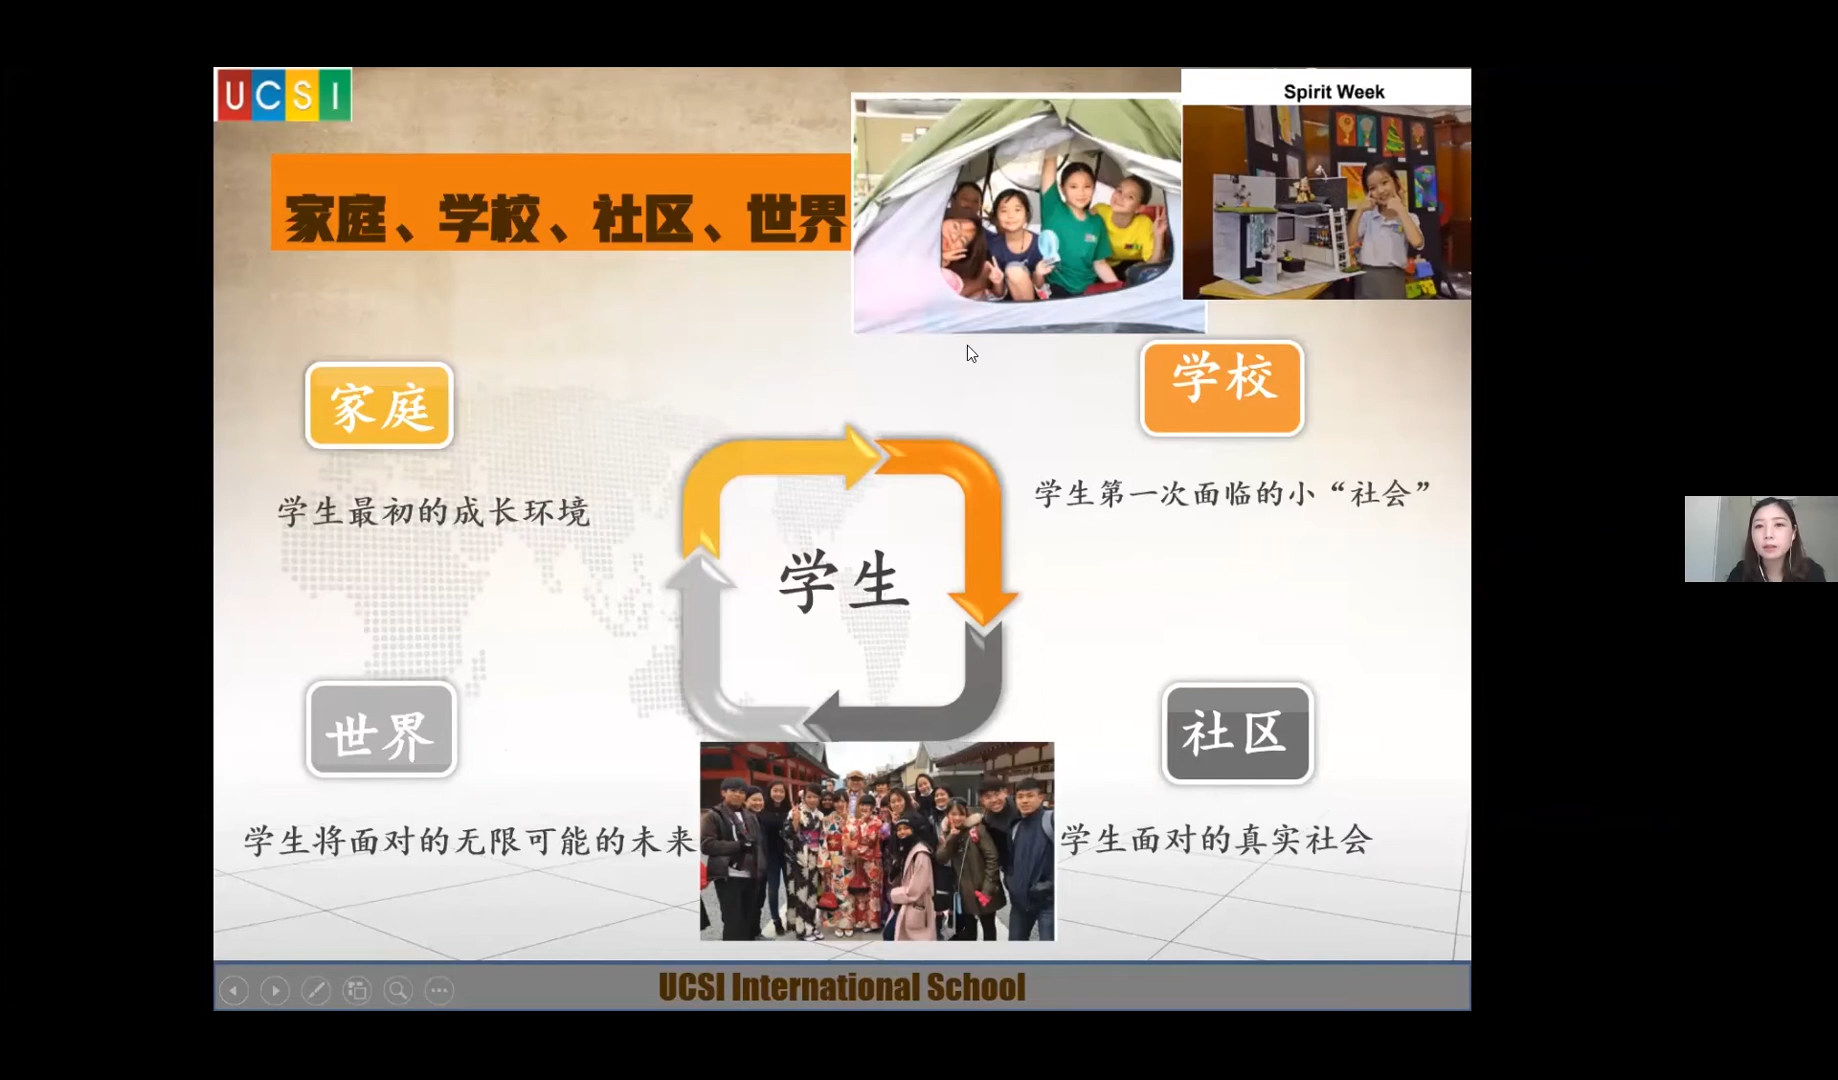 UCSI
Spirit Week
家庭、学校、社区、世界
家庭
学校
学生最初的成长环境
学生第一次面临的小“社会”
学生
世界
社区
学生将面对的无限可能的未来
学生面对的真实社会
UCSI International School